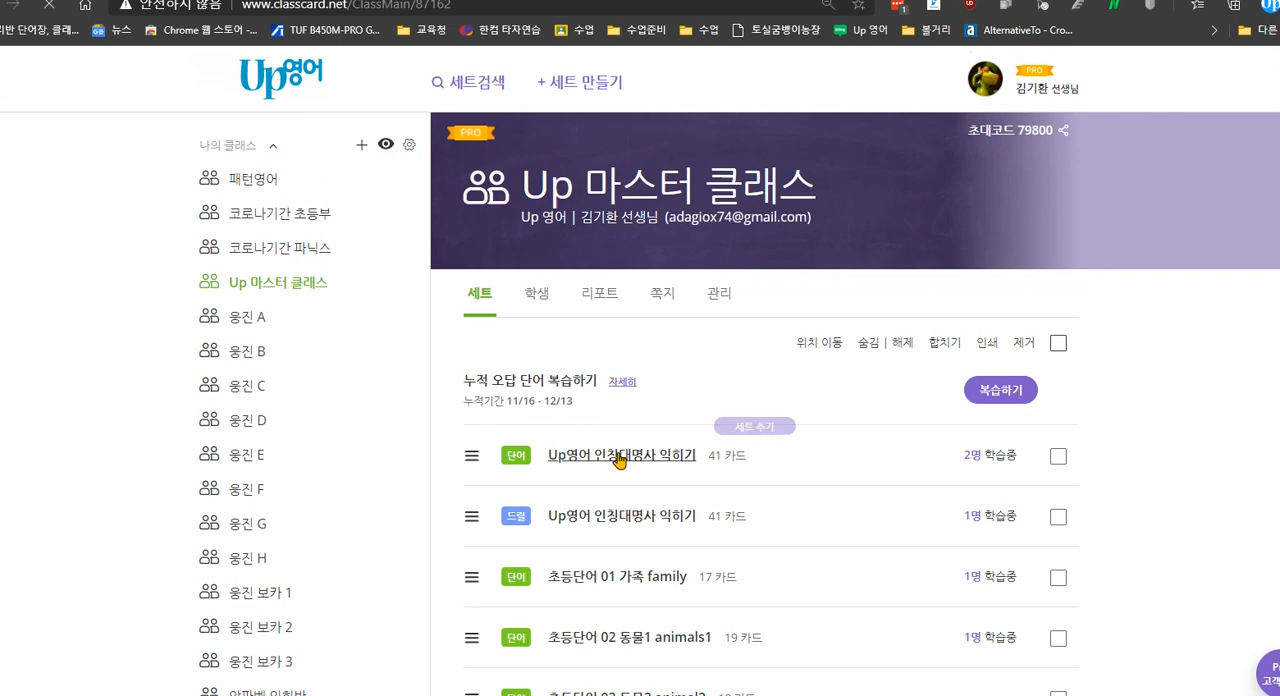 안전하지 않음 www.classcard.net/ClassMain/87162
뉴스 Chrome 웹 스토어 -... TUF B450M-PRO G... 교육청 한컴 타자연습 수업 수업준비 수업 토실굼벵이농장 Up 영어 볼거리 AlternativeTo - Cro... 다른
Up영어
세트검색 + 세트 만들기
PRO
김기환 선생님
나의 클래스
패턴영어
코로나기간 초등부
코로나기간 파닉스
Up 마스터 클래스
웅진 A
웅진 B
웅진 C
웅진 D
웅진 E
웅진 F
웅진 G
웅진 H
웅진 보카 1
웅진 보카 2
웅진 보카 3
PRO
초대코드 79800
Up 마스터 클래스
Up 영어 | 김기환 선생님 (adagiox74@gmail.com)
세트 학생 리포트 쪽지 관리
위치 이동 숨김 | 해제 합치기 인쇄 제거
누적 오답 단어 복습하기 자세히
누적기간 11/16 - 12/13
복습하기
세트 추가
단어 Up영어 인칭대명사 익히기 41 카드 2명 학습중
드릴 Up영어 인칭대명사 익히기 41 카드 1명 학습중
단어 초등단어 01 가족 family 17 카드 1명 학습중
단어 초등단어 02 동물1 animals1 19 카드 1명 학습중